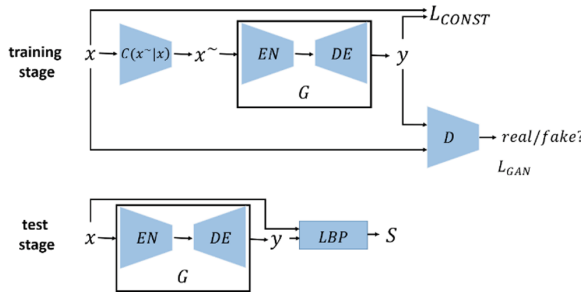 L_CONST
training
stage
x C(x~|x) x~ EN DE y
G
D real/fake?
L_GAN
test
stage
x EN DE y LBP S
G